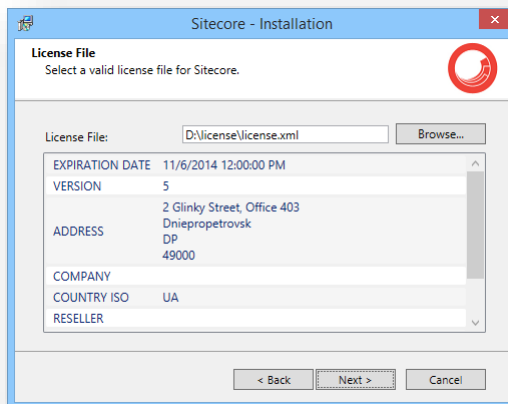 Sitecore - Installation
License File
Select a valid license file for Sitecore.
License File: D:\license\license.xml Browse...
EXPIRATION DATE 11/6/2014 12:00:00 PM
VERSION 5
ADDRESS 2 Glinky Street, Office 403
Dniepropetrovsk
DP
49000
COMPANY
COUNTRY ISO UA
RESELLER
< Back Next > Cancel